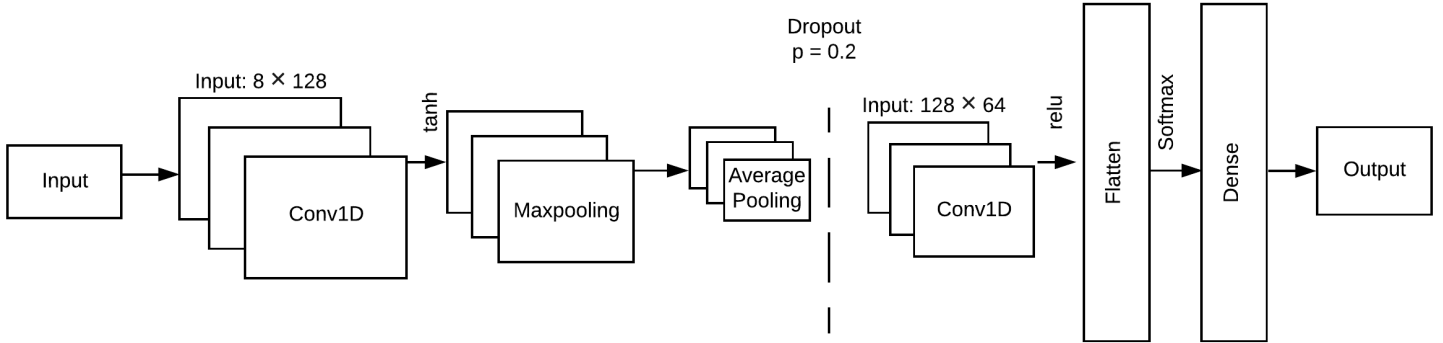 Input
Input: 8 × 128
Conv1D
tanh
Maxpooling
Average
Pooling
Dropout
p = 0.2
Input: 128 × 64
Conv1D
relu
Flatten
Softmax
Dense
Output